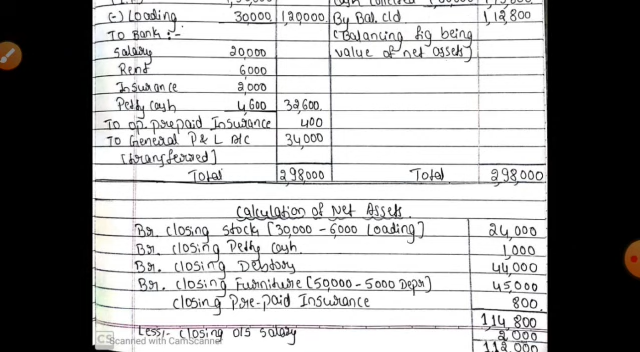 (-) Loading 30,000 1,20,000 By Bal. c/d 1,12,800
To Bank :- (Balancing fig being
Salary 20,000 value of net assets)
Rent 6,000
Insurance 2,000
Petty cash 4,600 32,600
To op. prepaid Insurance 400
To General P & L A/c 34,000
[transferred]
Total 2,98,000 Total 2,98,000
Calculation of Net Assets
Br. closing stock [30,000 - 6,000 Loading] 24,000
Br. closing Petty cash 1,000
Br. closing Debtors 44,000
Br. closing Furniture [50,000 - 5000 Depr] 45,000
closing Pre-paid Insurance 800
1,14,800
Less:- closing o/s salary 2,000
CS Scanned with CamScanner